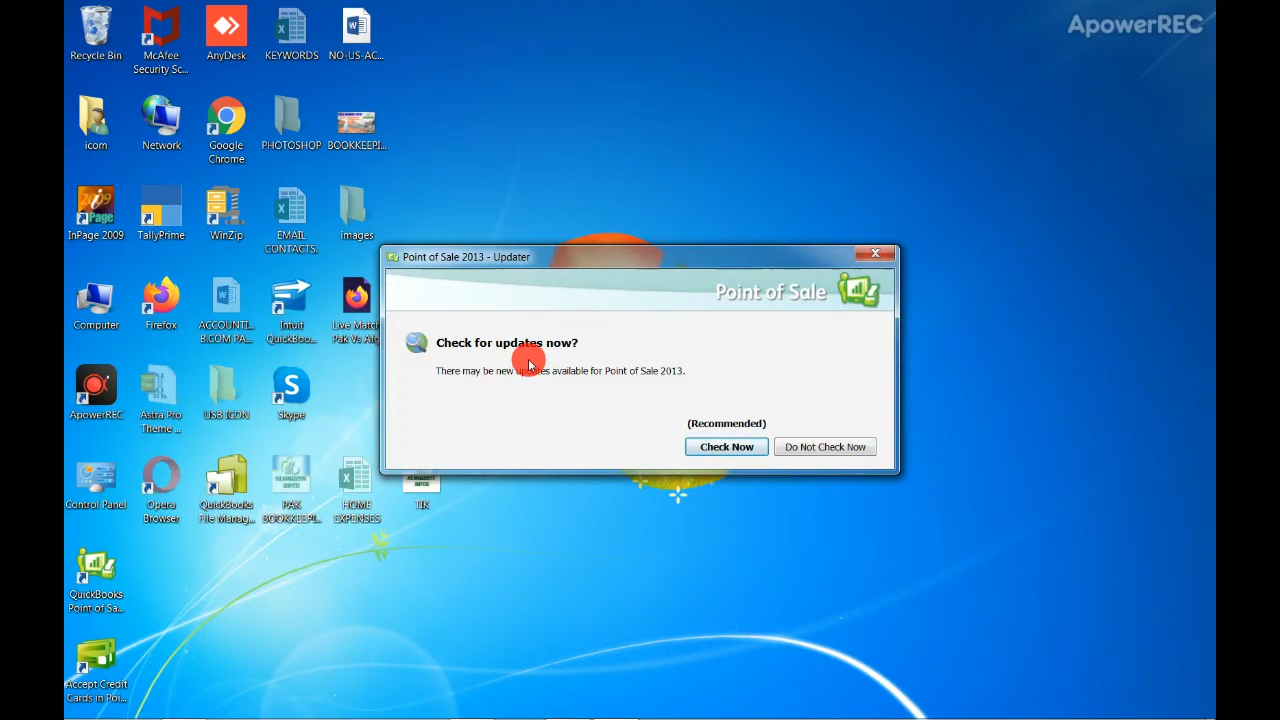 ApowerREC
Recycle Bin
McAfee
Security Sc...
AnyDesk
KEYWORDS
NO-US-AC...
icom
Network
Google
Chrome
PHOTOSHOP
BOOKKEEPI...
InPage 2009
TallyPrime
WinZip
EMAIL
CONTACTS.
images
Point of Sale 2013 - Updater
Point of Sale
Check for updates now?
There may be new updates available for Point of Sale 2013.
(Recommended)
Check Now
Do Not Check Now
Computer
Firefox
ACCOUNTI...
B.COM PA...
Intuit
QuickBoo...
Live Match
Pak Vs Afg
ApowerREC
Astra Pro
Theme ...
USB ICON
Skype
Control Panel
Opera
Browser
QuickBooks
File Manag...
PAK
BOOKKEEPI...
HOME
EXPENSES
TIK
QuickBooks
Point of Sa...
Accept Credit
Cards in Poi...